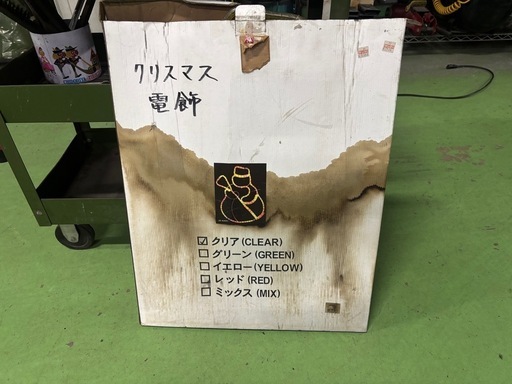 クリスマス
電飾
☑ クリア (CLEAR)
☐ グリーン (GREEN)
☐ イエロー (YELLOW)
☐ レッド (RED)
☐ ミックス (MIX)